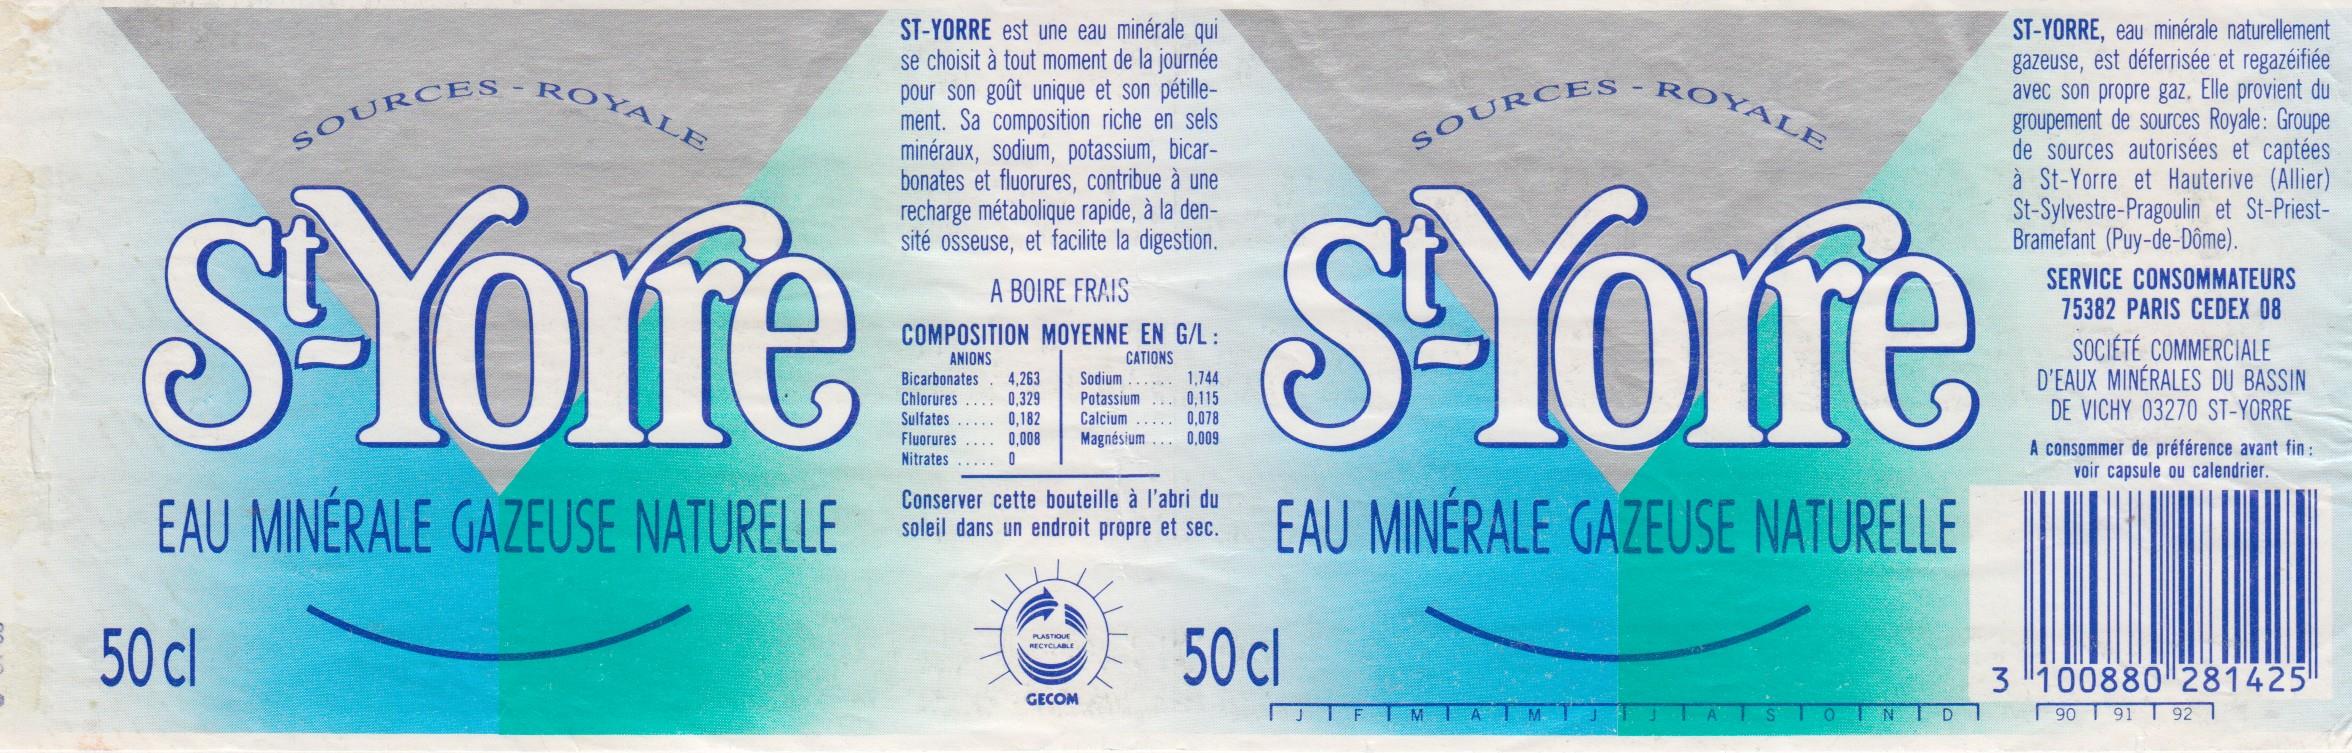 SOURCES - ROYALE
St-Yorre
EAU MINÉRALE GAZEUSE NATURELLE
50 cl
ST-YORRE est une eau minérale qui
se choisit à tout moment de la journée
pour son goût unique et son pétille-
ment. Sa composition riche en sels
minéraux, sodium, potassium, bicar-
bonates et fluorures, contribue à une
recharge métabolique rapide, à la den-
sité osseuse, et facilite la digestion.
A BOIRE FRAIS
COMPOSITION MOYENNE EN G/L :
ANIONS
Bicarbonates . 4,263
Chlorures .... 0,329
Sulfates ..... 0,182
Fluorures .... 0,008
Nitrates ..... 0
CATIONS
Sodium ...... 1,744
Potassium ... 0,115
Calcium ..... 0,078
Magnésium ... 0,009
Conserver cette bouteille à l'abri du
soleil dans un endroit propre et sec.
PLASTIQUE
RECYCLABLE
GECOM
SOURCES - ROYALE
St-Yorre
EAU MINÉRALE GAZEUSE NATURELLE
50 cl
J F M A M J J A S O N D
ST-YORRE, eau minérale naturellement
gazeuse, est déferrisée et regazéifiée
avec son propre gaz. Elle provient du
groupement de sources Royale: Groupe
de sources autorisées et captées
à St-Yorre et Hauterive (Allier)
St-Sylvestre-Pragoulin et St-Priest-
Bramefant (Puy-de-Dôme).
SERVICE CONSOMMATEURS
75382 PARIS CEDEX 08
SOCIÉTÉ COMMERCIALE
D'EAUX MINÉRALES DU BASSIN
DE VICHY 03270 ST-YORRE
A consommer de préférence avant fin :
voir capsule ou calendrier.
3 100880 281425
90 91 92